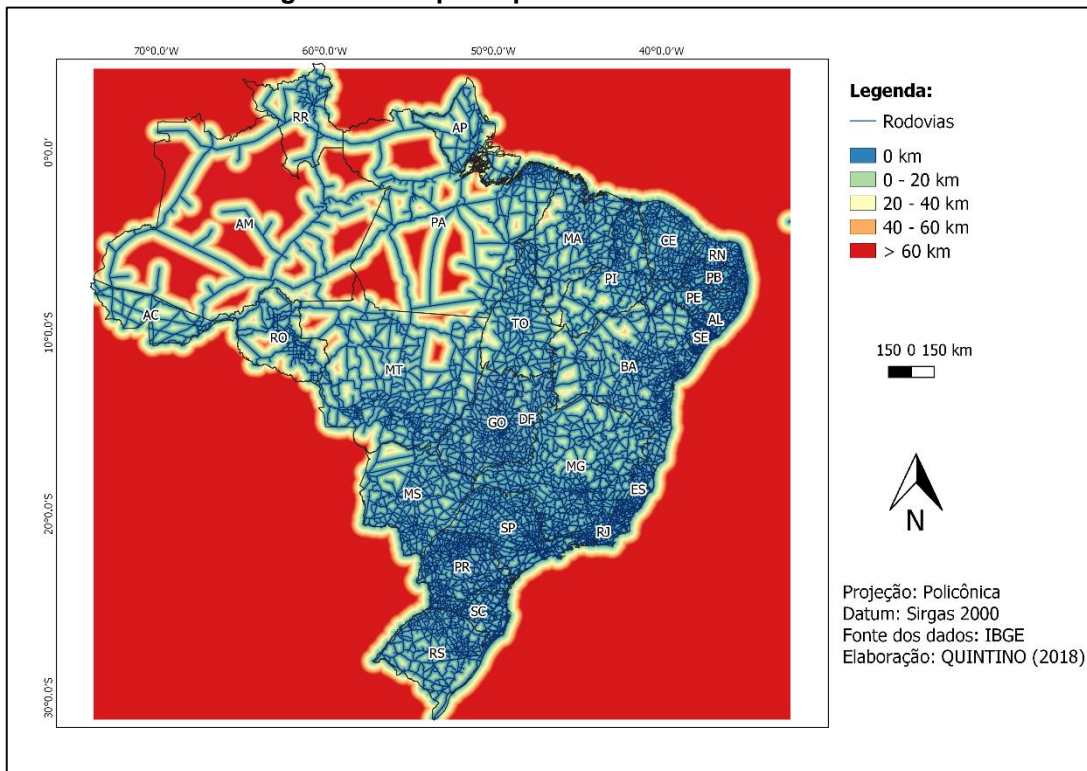 70°0.0'W 60°0.0'W 50°0.0'W 40°0.0'W
0°0.0'
10°0.0'S
20°0.0'S
30°0.0'S
RR
AP
AM
PA
MA
CE
RN
PB
PI
PE
AL
SE
AC
RO
TO
MT
BA
GO
DF
MG
MS
ES
SP
RJ
PR
SC
RS
Legenda:
Rodovias
0 km
0 - 20 km
20 - 40 km
40 - 60 km
> 60 km
150 0 150 km
N
Projeção: Policônica
Datum: Sirgas 2000
Fonte dos dados: IBGE
Elaboração: QUINTINO (2018)